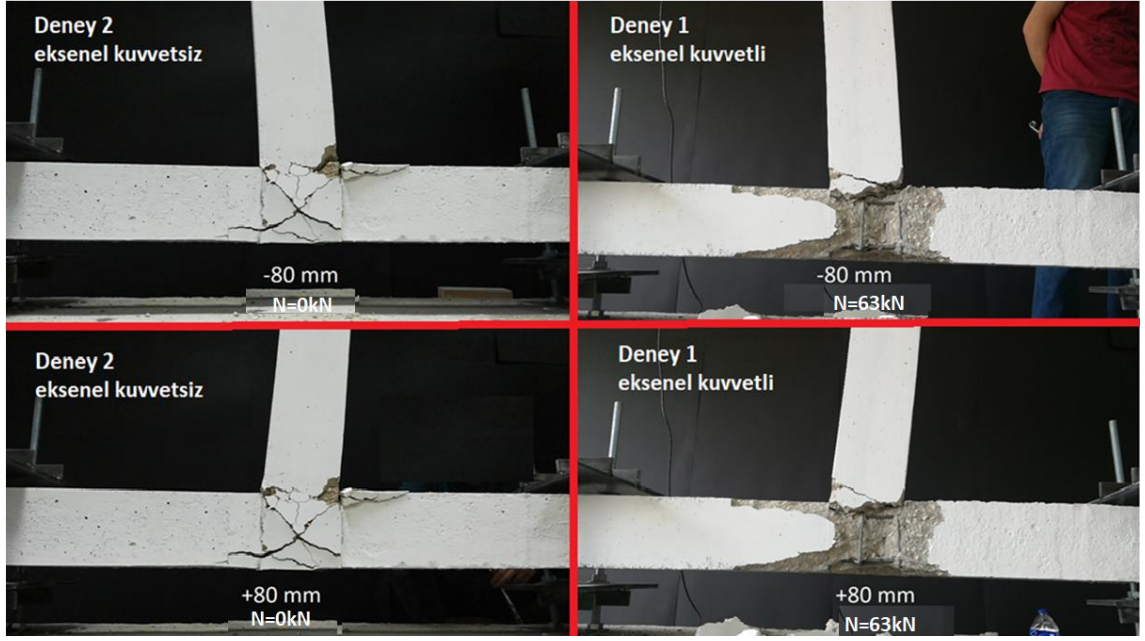 Deney 2
eksenel kuvvetsiz
-80 mm
N=0kN
Deney 1
eksenel kuvvetli
-80 mm
N=63kN
Deney 2
eksenel kuvvetsiz
+80 mm
N=0kN
Deney 1
eksenel kuvvetli
+80 mm
N=63kN